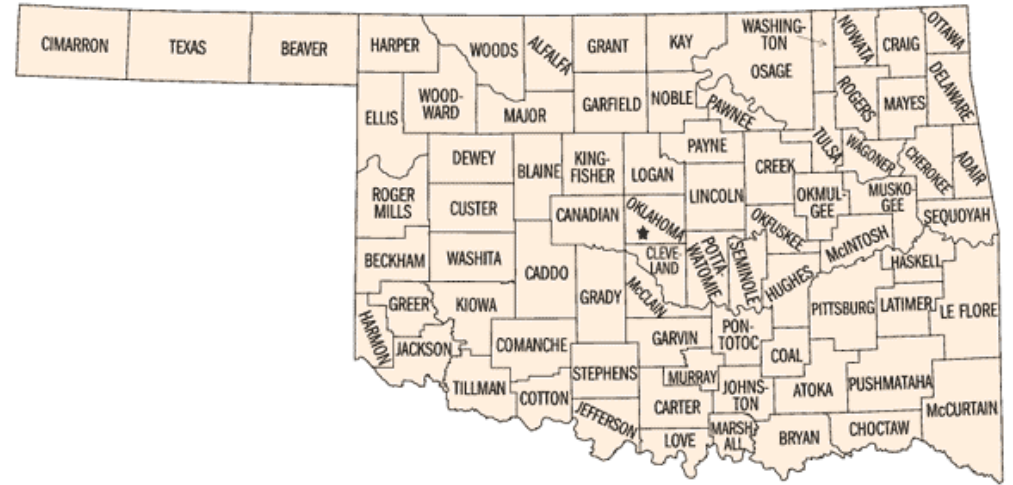 CIMARRON
TEXAS
BEAVER
HARPER
WOODS
ALFALFA
GRANT
KAY
WASHING-
TON
OSAGE
NOWATA
CRAIG
OTTAWA
ELLIS
WOOD-
WARD
MAJOR
GARFIELD
NOBLE
PAWNEE
ROGERS
MAYES
DELAWARE
DEWEY
BLAINE
KING-
FISHER
LOGAN
PAYNE
CREEK
TULSA
WAGONER
CHEROKEE
ADAIR
ROGER
MILLS
CUSTER
CANADIAN
OKLAHOMA
LINCOLN
OKMUL-
GEE
MUSKO-
GEE
SEQUOYAH
BECKHAM
WASHITA
CADDO
CLEVE-
LAND
POTTA-
WATOMIE
SEMINOLE
OKFUSKEE
McINTOSH
HASKELL
GREER
KIOWA
GRADY
McCLAIN
HUGHES
PITTSBURG
LATIMER
LE FLORE
HARMON
JACKSON
COMANCHE
GARVIN
PON-
TOTOC
COAL
TILLMAN
COTTON
STEPHENS
MURRAY
JOHNS-
TON
ATOKA
PUSHMATAHA
JEFFERSON
CARTER
LOVE
MARSH-
ALL
BRYAN
CHOCTAW
McCURTAIN